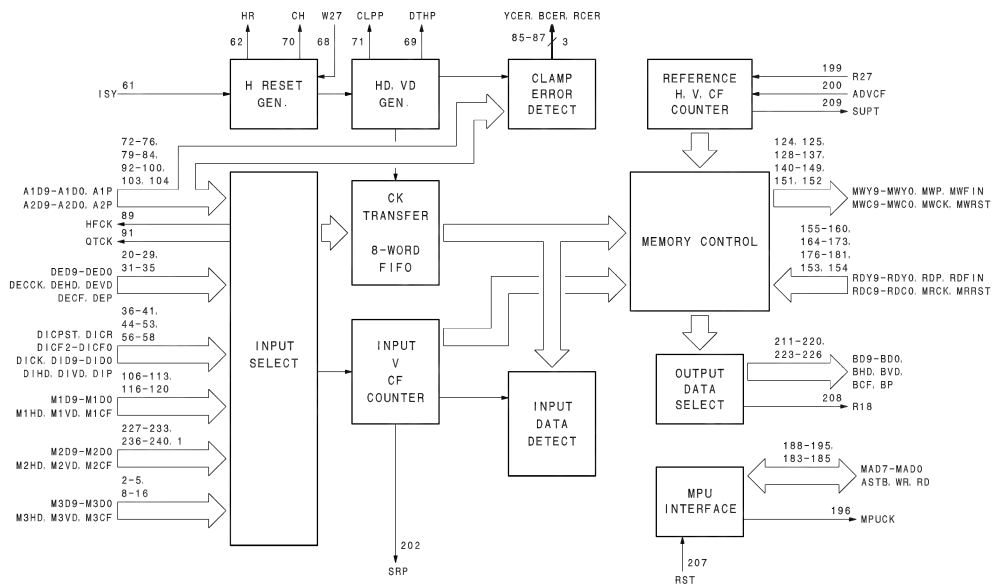 HR
CH
W27
CLPP
DTHP
YCER, BCER, RCER
62
70
68
71
69
85-87
3
ISY
61
H RESET
GEN.
HD, VD
GEN.
CLAMP
ERROR
DETECT
REFERENCE
H, V, CF
COUNTER
199
R27
200
ADVCF
209
SUPT
72-76,
79-84,
92-100,
103, 104
A1D9-A1D0, A1P
A2D9-A2D0, A2P
89
HFCK
91
QTCK
20-29,
31-35
DED9-DED0
DECCK, DEHD, DEVD
DECF, DEP
36-41,
44-53,
56-58
DICPST, DICR
DICF2-DICF0
DICK, DID9-DID0
DIHD, DIVD, DIP
106-113,
116-120
M1D9-M1D0
M1HD, M1VD, M1CF
227-233,
236-240, 1
M2D9-M2D0
M2HD, M2VD, M2CF
2-5,
8-16
M3D9-M3D0
M3HD, M3VD, M3CF
INPUT
SELECT
CK
TRANSFER
8-WORD
FIFO
INPUT
V
CF
COUNTER
202
SRP
INPUT
DATA
DETECT
MEMORY CONTROL
124, 125,
128-137,
140-149,
151, 152
MWY9-MWY0, MWP, MWFIN
MWC9-MWC0, MWCK, MWRST
155-160,
164-173,
176-181,
153, 154
RDY9-RDY0, RDP, RDFIN
RDC9-RDC0, MRCK, MRRST
OUTPUT
DATA
SELECT
211-220,
223-226
BD9-BD0,
BHD, BVD,
BCF, BP
208
R18
MPU
INTERFACE
188-195,
183-185
MAD7-MAD0
ASTB, WR, RD
196
MPUCK
207
RST